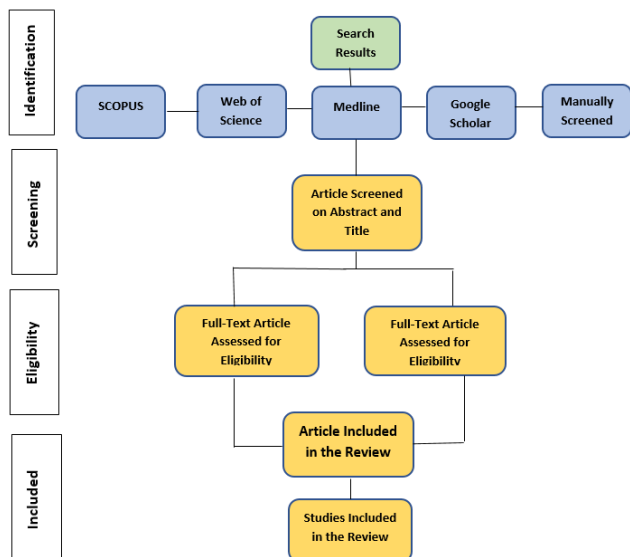 Identification
Search
Results
SCOPUS
Web of
Science
Medline
Google
Scholar
Manually
Screened
Screening
Article Screened
on Abstract and
Title
Eligibility
Full-Text Article
Assessed for
Eligibility
Full-Text Article
Assessed for
Eligibility
Included
Article Included
in the Review
Studies Included
in the Review